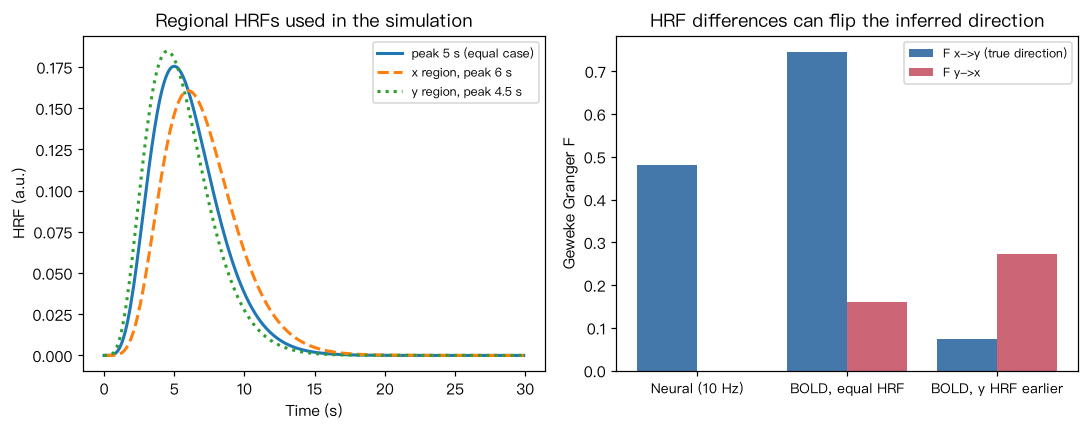 Regional HRFs used in the simulation
HRF (a.u.)
0.175
0.150
0.125
0.100
0.075
0.050
0.025
0.000
peak 5 s (equal case)
x region, peak 6 s
y region, peak 4.5 s
0 5 10 15 20 25 30
Time (s)
HRF differences can flip the inferred direction
Geweke Granger F
0.7
0.6
0.5
0.4
0.3
0.2
0.1
0.0
F x->y (true direction)
F y->x
Neural (10 Hz) BOLD, equal HRF BOLD, y HRF earlier